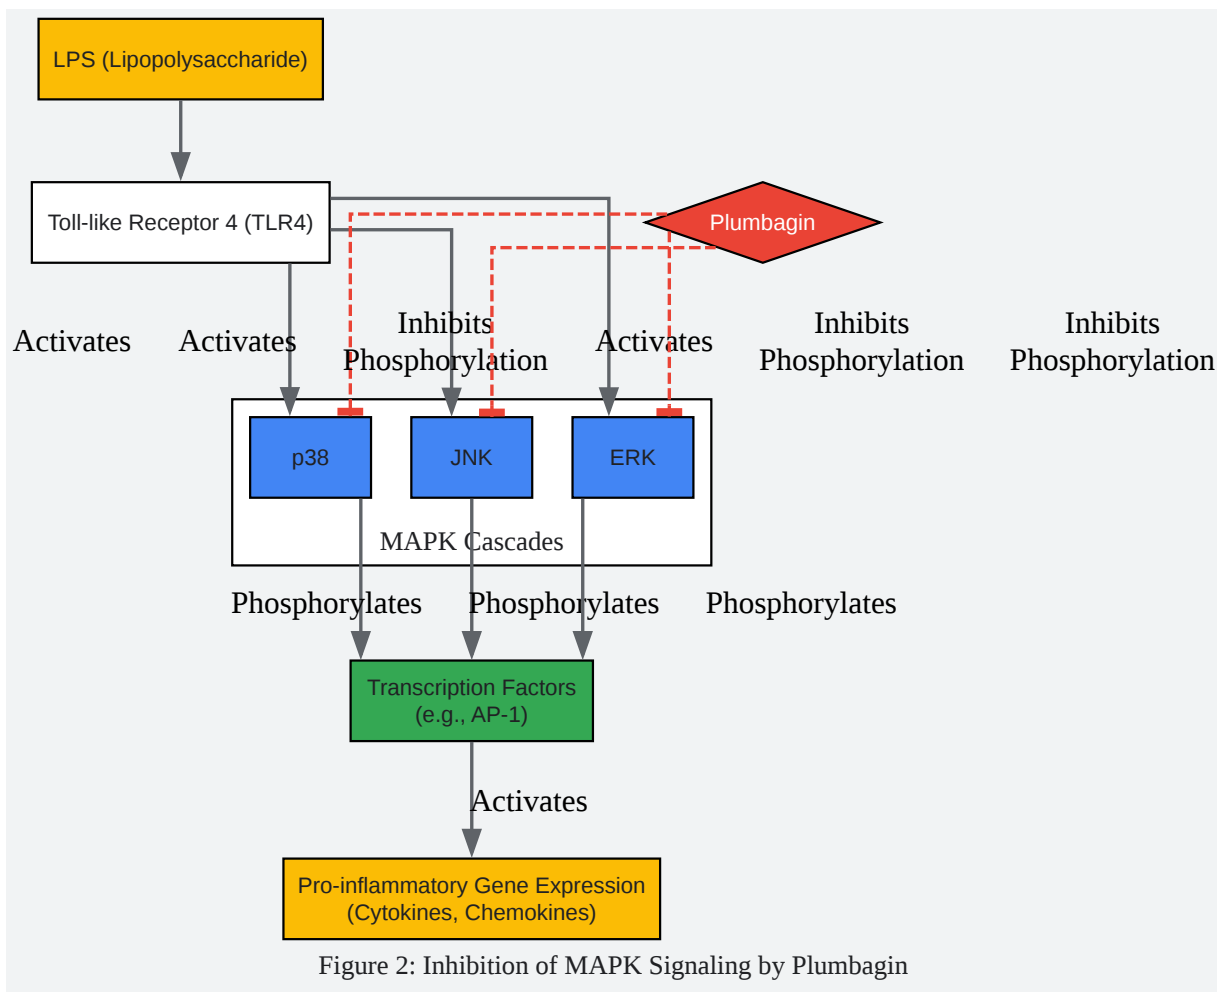 LPS (Lipopolysaccharide)
Toll-like Receptor 4 (TLR4)
Plumbagin
Activates
Activates
Inhibits
Phosphorylation
Activates
Inhibits
Phosphorylation
Inhibits
Phosphorylation
p38
JNK
ERK
MAPK Cascades
Phosphorylates
Phosphorylates
Phosphorylates
Transcription Factors
(e.g., AP-1)
Activates
Pro-inflammatory Gene Expression
(Cytokines, Chemokines)
Figure 2: Inhibition of MAPK Signaling by Plumbagin